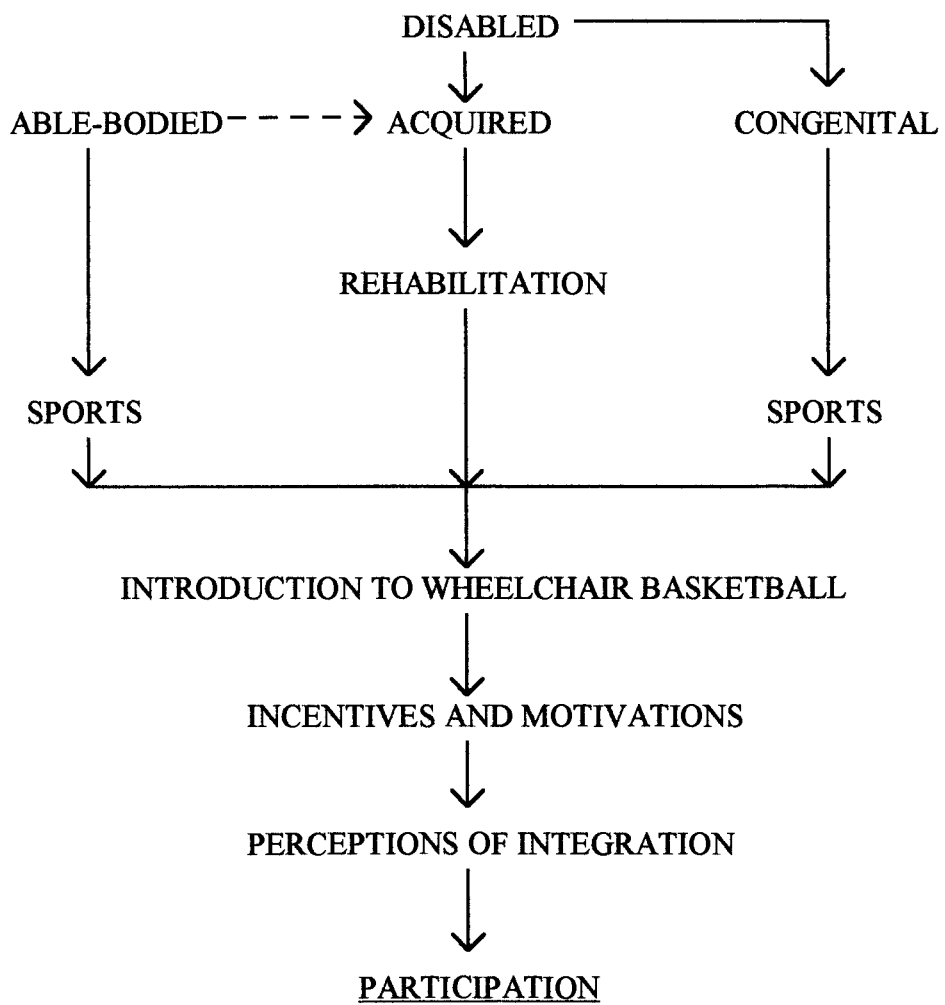 DISABLED
ABLE-BODIED ACQUIRED CONGENITAL
REHABILITATION
SPORTS SPORTS
INTRODUCTION TO WHEELCHAIR BASKETBALL
INCENTIVES AND MOTIVATIONS
PERCEPTIONS OF INTEGRATION
PARTICIPATION